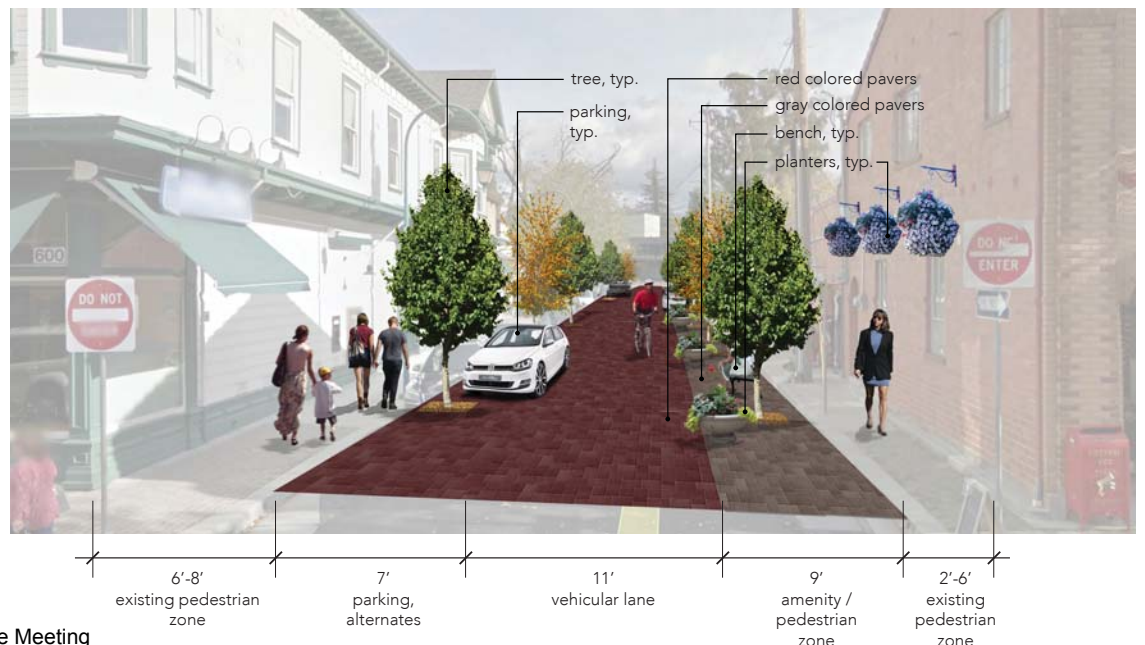 tree, typ.
parking,
typ.
red colored pavers
gray colored pavers
bench, typ.
planters, typ.
600
DO NOT
DO NOT
ENTER
6’-8’
existing pedestrian
zone
7’
parking,
alternates
11’
vehicular lane
9’
amenity /
pedestrian
zone
2’-6’
existing
pedestrian
zone
e Meeting